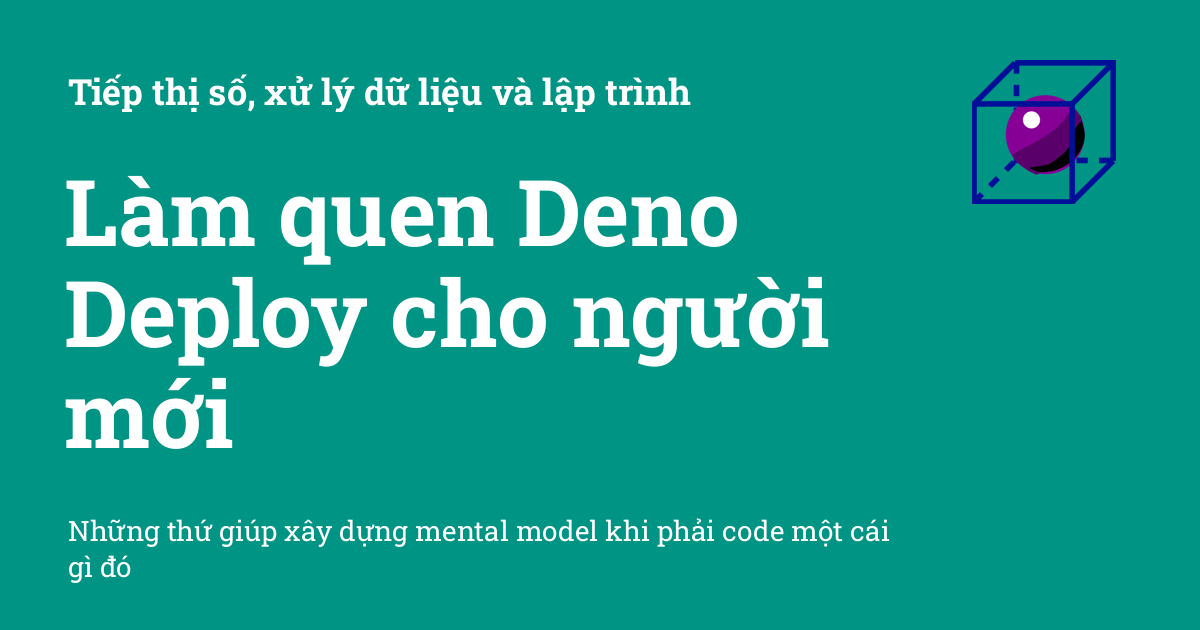 Tiếp thị số, xử lý dữ liệu và lập trình
Làm quen Deno
Deploy cho người
mới
Những thứ giúp xây dựng mental model khi phải code một cái
gì đó